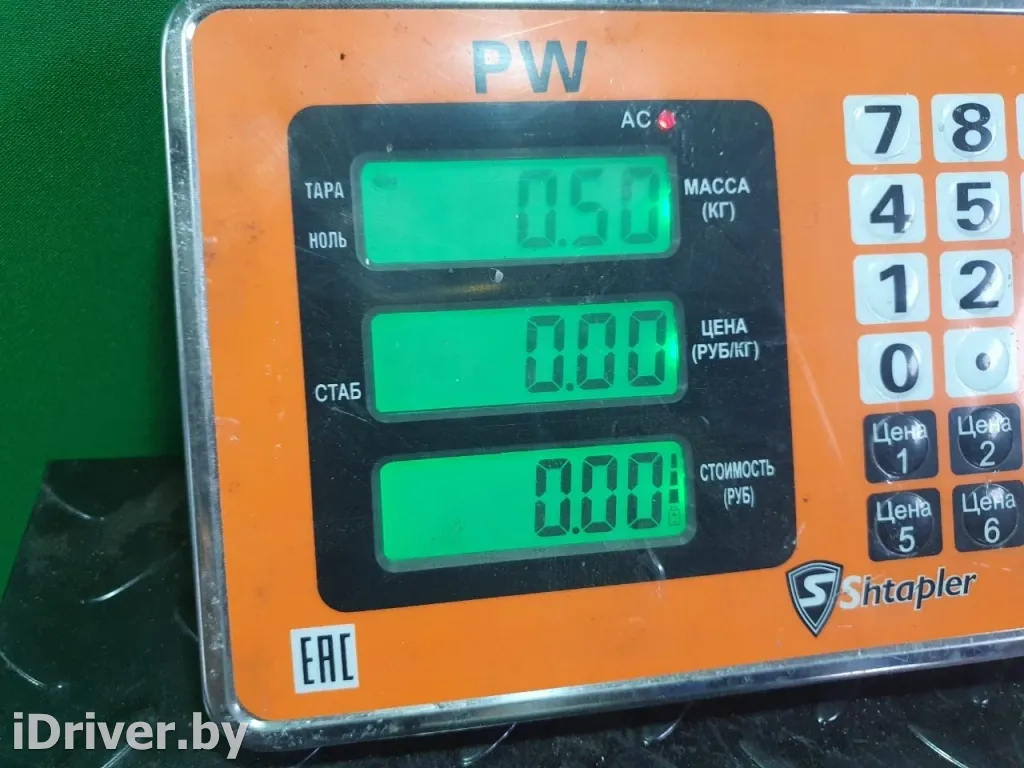 PW
AC
ТАРА
0.50
МАССА
(КГ)
НОЛЬ
0.00
ЦЕНА
(РУБ/КГ)
СТАБ
0.00
СТОИМОСТЬ
(РУБ)
7 8
4 5
1 2
0 .
Цена 1
Цена 2
Цена 5
Цена 6
S Shtapler
EAC
iDriver.by